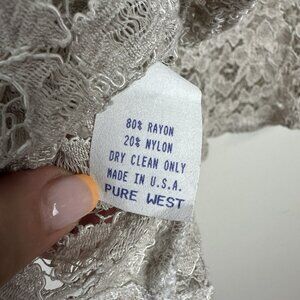 80% RAYON
20% NYLON
DRY CLEAN ONLY
MADE IN U.S.A.
PURE WEST